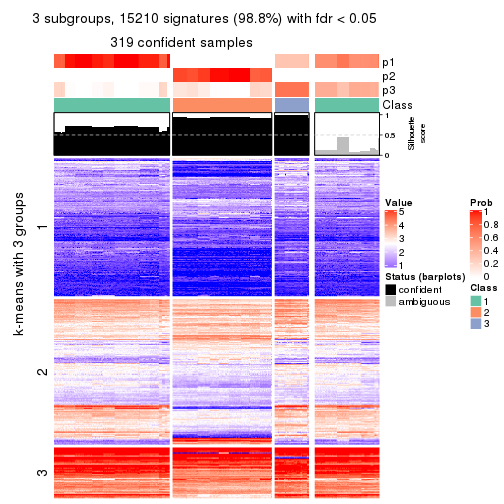 3 subgroups, 15210 signatures (98.8%) with fdr < 0.05
319 confident samples
p1
p2
p3
Class
1
0.5
0
Silhouette
score
k-means with 3 groups
1
2
3
Value
5
4
3
2
1
Status (barplots)
confident
ambiguous
Prob
1
0.8
0.6
0.4
0.2
0
Class
1
2
3